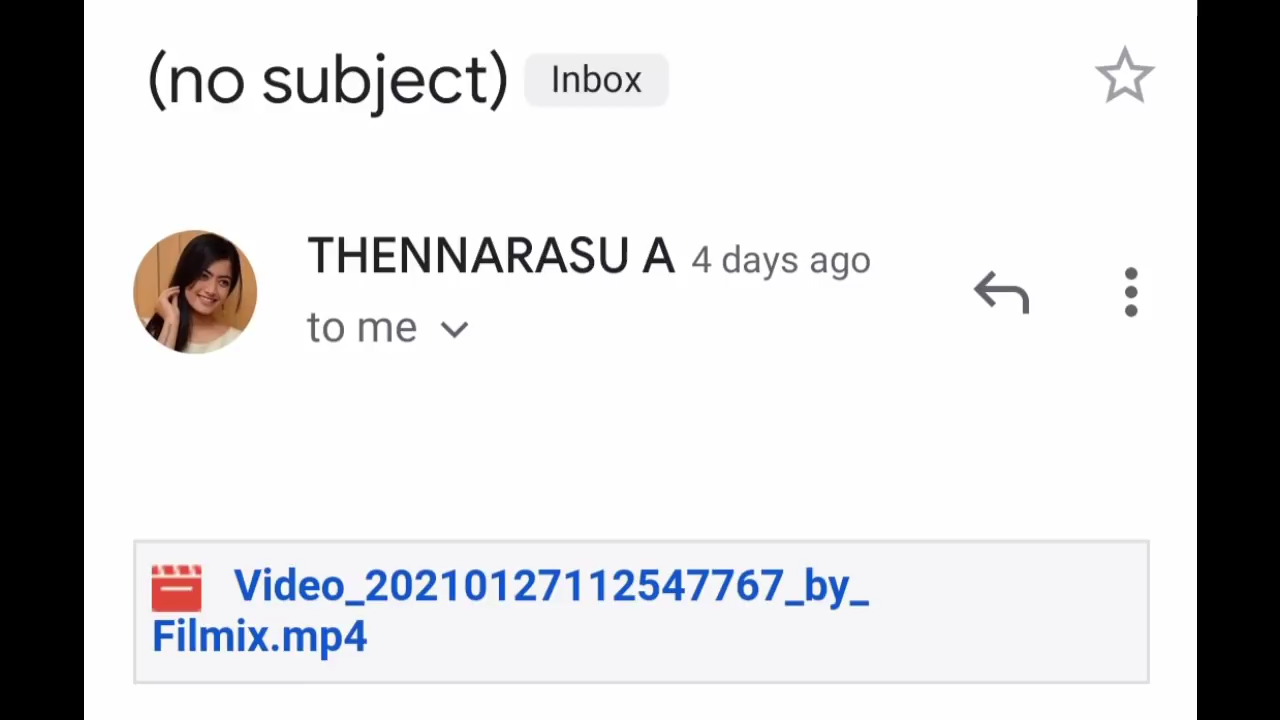 (no subject) Inbox
THENNARASU A 4 days ago
to me
Video_20210127112547767_by_
Filmix.mp4